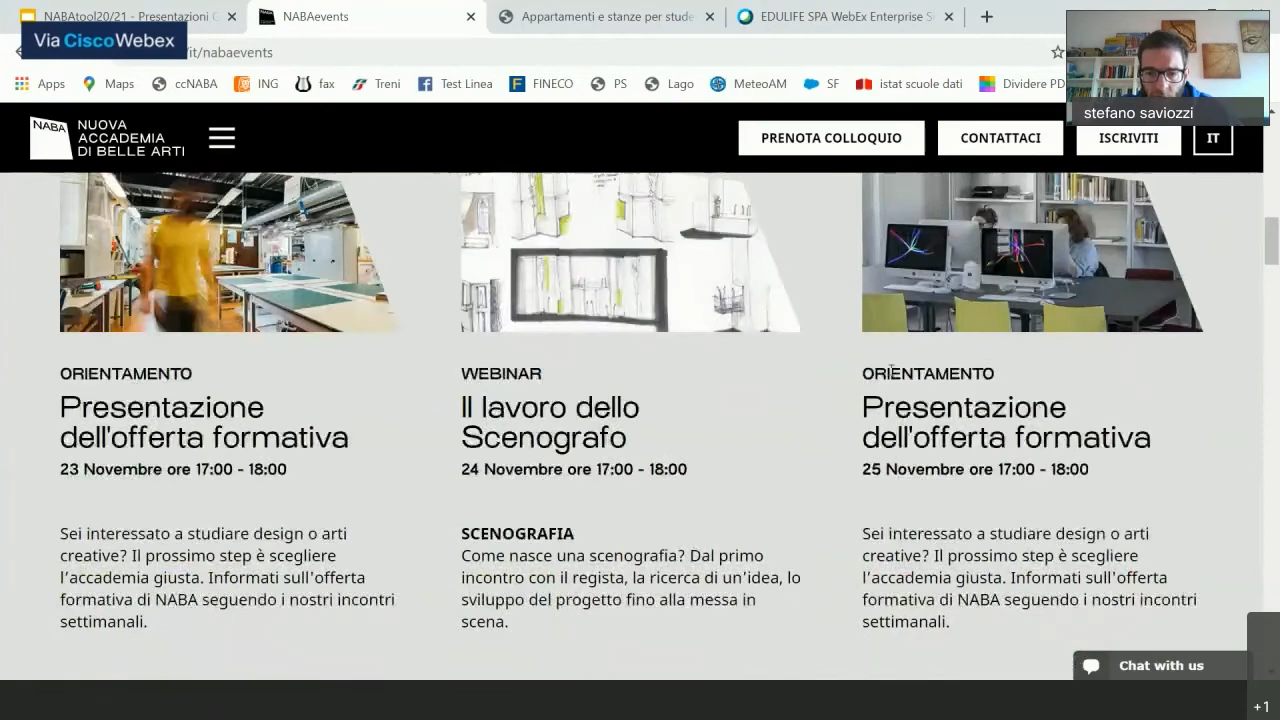 NABAtool20/21 - Presentazioni G
NABAevents
Appartamenti e stanze per stude
EDULIFE SPA WebEx Enterprise S
Via CiscoWebex
/it/nabaevents
Apps
Maps
ccNABA
ING
fax
Treni
Test Linea
FINECO
PS
Lago
MeteoAM
SF
istat scuole dati
Dividere PD
stefano saviozzi
NABA
NUOVA
ACCADEMIA
DI BELLE ARTI
PRENOTA COLLOQUIO
CONTATTACI
ISCRIVITI
IT
ORIENTAMENTO
Presentazione
dell'offerta formativa
23 Novembre ore 17:00 - 18:00
Sei interessato a studiare design o arti
creative? Il prossimo step è scegliere
l'accademia giusta. Informati sull'offerta
formativa di NABA seguendo i nostri incontri
settimanali.
WEBINAR
Il lavoro dello
Scenografo
24 Novembre ore 17:00 - 18:00
SCENOGRAFIA
Come nasce una scenografia? Dal primo
incontro con il regista, la ricerca di un'idea, lo
sviluppo del progetto fino alla messa in
scena.
ORIENTAMENTO
Presentazione
dell'offerta formativa
25 Novembre ore 17:00 - 18:00
Sei interessato a studiare design o arti
creative? Il prossimo step è scegliere
l'accademia giusta. Informati sull'offerta
formativa di NABA seguendo i nostri incontri
settimanali.
Chat with us
+1